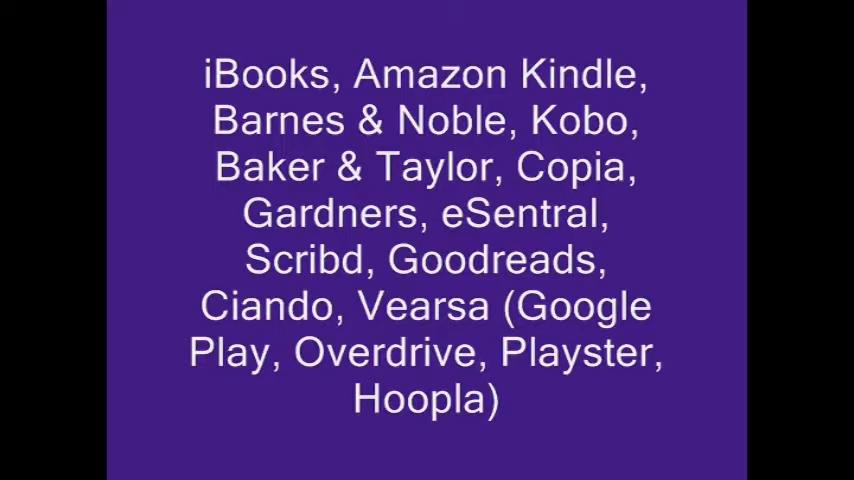 iBooks, Amazon Kindle,
Barnes & Noble, Kobo,
Baker & Taylor, Copia,
Gardners, eSentral,
Scribd, Goodreads,
Ciando, Vearsa (Google
Play, Overdrive, Playster,
Hoopla)